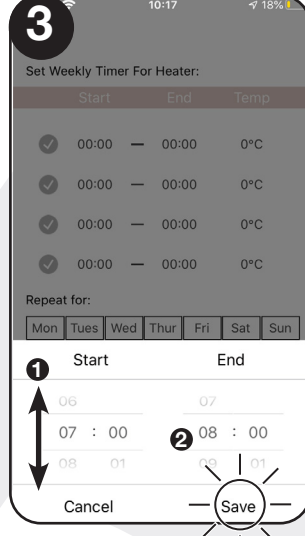 3
10:17 18%
Set Weekly Timer For Heater:
Start End Temp
00:00 — 00:00 0°C
00:00 — 00:00 0°C
00:00 — 00:00 0°C
00:00 — 00:00 0°C
Repeat for:
Mon Tues Wed Thur Fri Sat Sun
1 Start End
06 07
07 : 00 2 08 : 00
08 01 09 01
Cancel Save